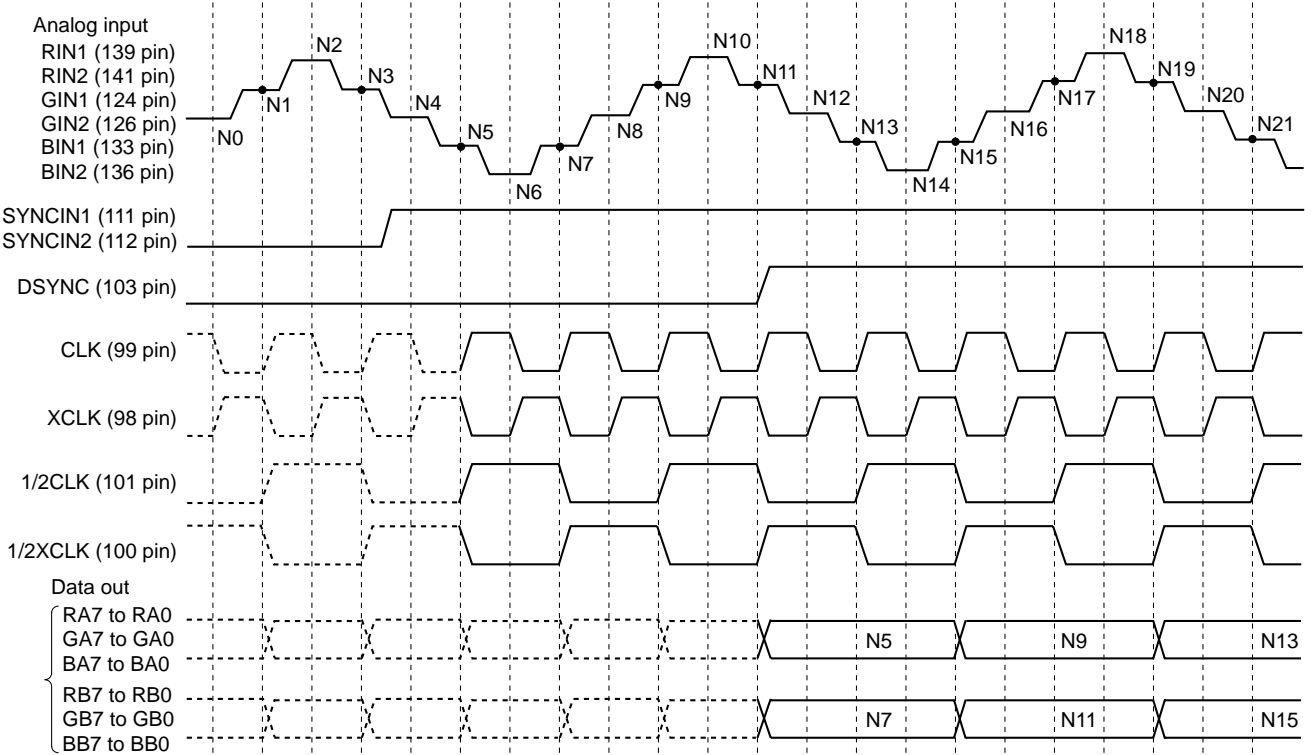 Analog input
RIN1 (139 pin)
RIN2 (141 pin)
GIN1 (124 pin)
GIN2 (126 pin)
BIN1 (133 pin)
BIN2 (136 pin)
N0
N1
N2
N3
N4
N5
N6
N7
N8
N9
N10
N11
N12
N13
N14
N15
N16
N17
N18
N19
N20
N21
SYNCIN1 (111 pin)
SYNCIN2 (112 pin)
DSYNC (103 pin)
CLK (99 pin)
XCLK (98 pin)
1/2CLK (101 pin)
1/2XCLK (100 pin)
Data out
RA7 to RA0
GA7 to GA0
BA7 to BA0
N5
N9
N13
RB7 to RB0
GB7 to GB0
BB7 to BB0
N7
N11
N15